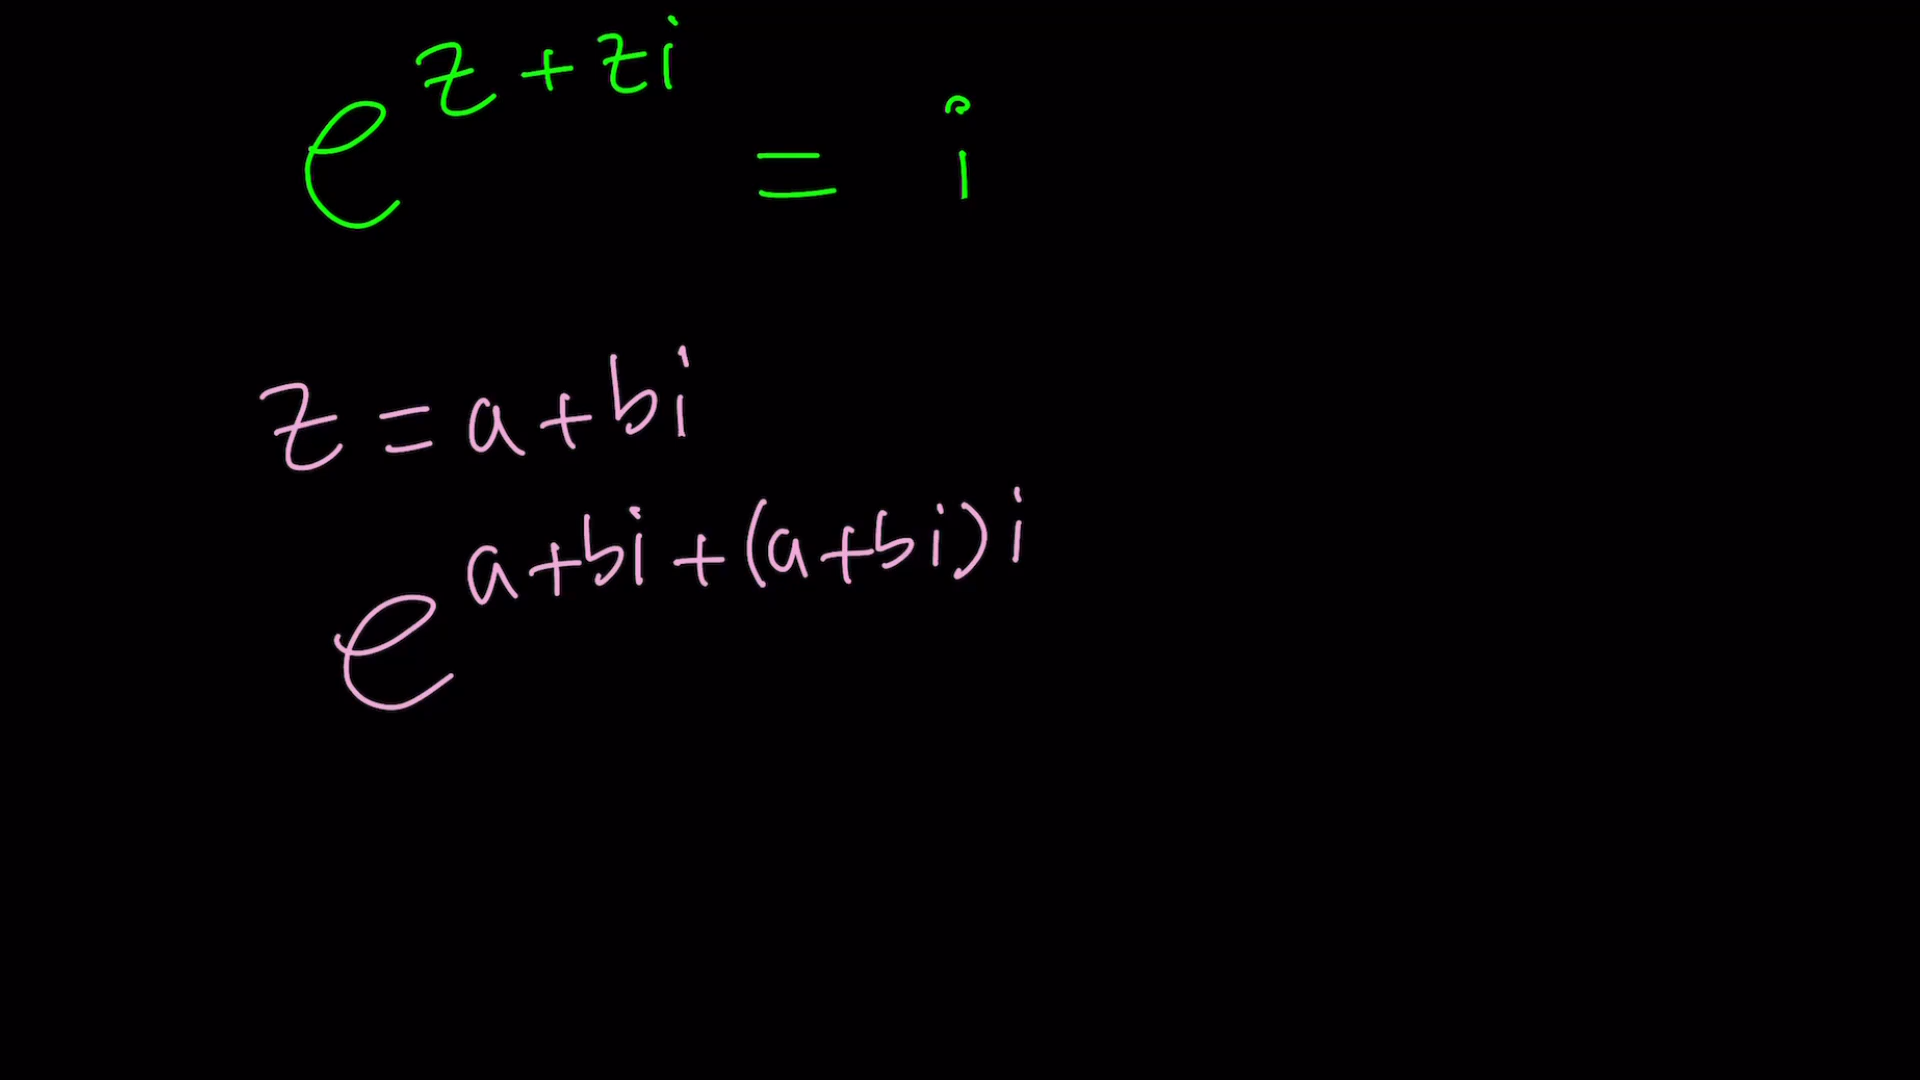 e^{z+zi} = i
z = a+bi
e^{a+bi+(a+bi)i}